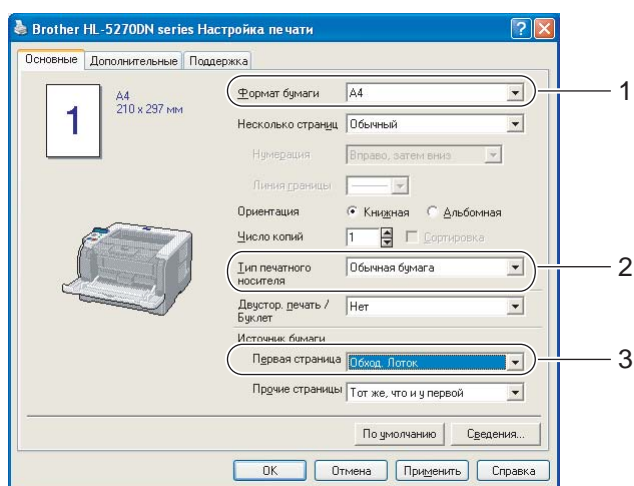 Brother HL-5270DN series Настройка печати
Основные Дополнительные Поддержка
1
A4
210 x 297 мм
Формат бумаги A4 1
Несколько страниц Обычный
Нумерация Вправо, затем вниз
Линия границы
Ориентация Книжная Альбомная
Число копий 1 Сортировка
Тип печатного носителя Обычная бумага 2
Двустор. печать / Буклет Нет
Источник бумаги
Первая страница Обход. Лоток 3
Прочие страницы Тот же, что и у первой
По умолчанию Сведения...
OK Отмена Применить Справка